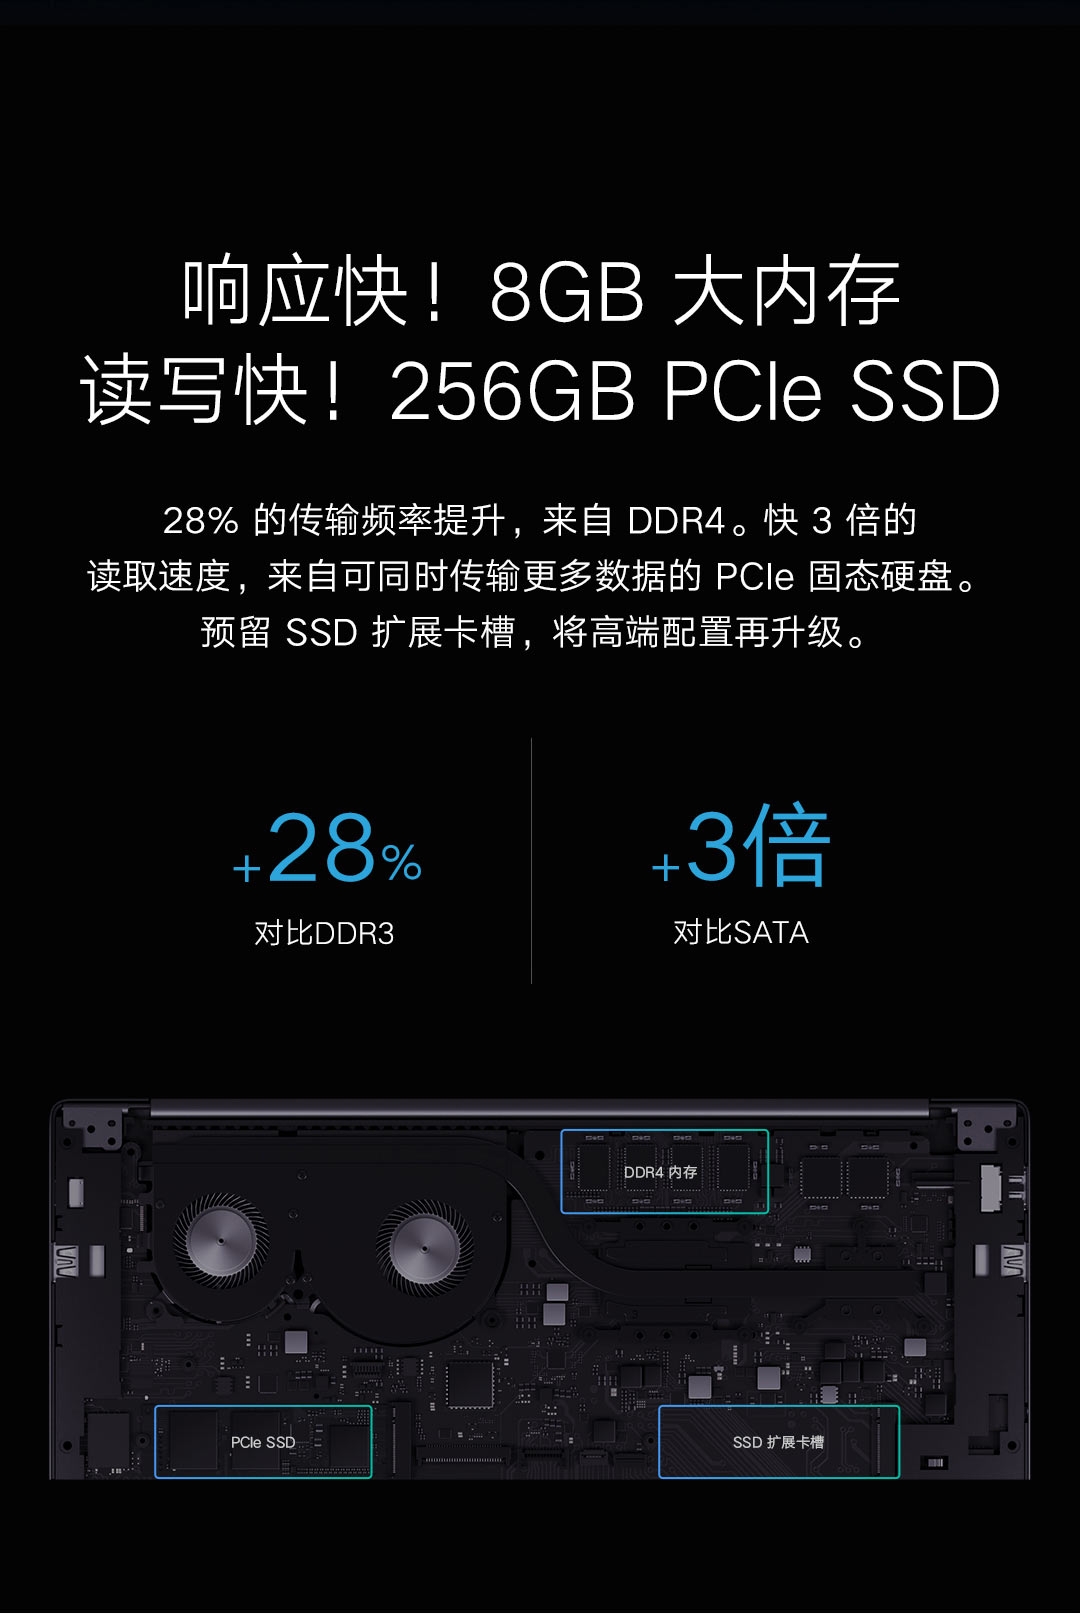 响应快！8GB 大内存
读写快！256GB PCIe SSD
28% 的传输频率提升，来自 DDR4。快 3 倍的
读取速度，来自可同时传输更多数据的 PCIe 固态硬盘。
预留 SSD 扩展卡槽，将高端配置再升级。
+28%
对比DDR3
+3倍
对比SATA
DDR4 内存
PCIe SSD
SSD 扩展卡槽